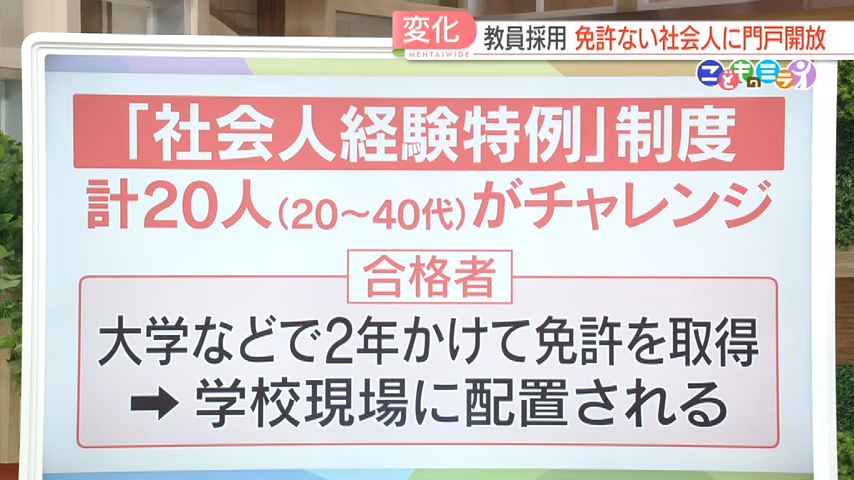 変化
MENTAIWIDE
教員採用 免許ない社会人に門戸開放
こどものミライ
「社会人経験特例」制度
計20人(20～40代)がチャレンジ
合格者
大学などで2年かけて免許を取得
➡ 学校現場に配置される